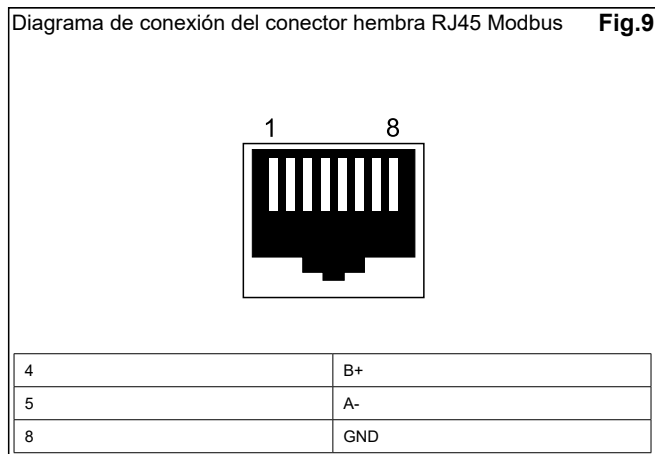 Diagrama de conexión del conector hembra RJ45 Modbus Fig.9
1 8
4 B+
5 A-
8 GND